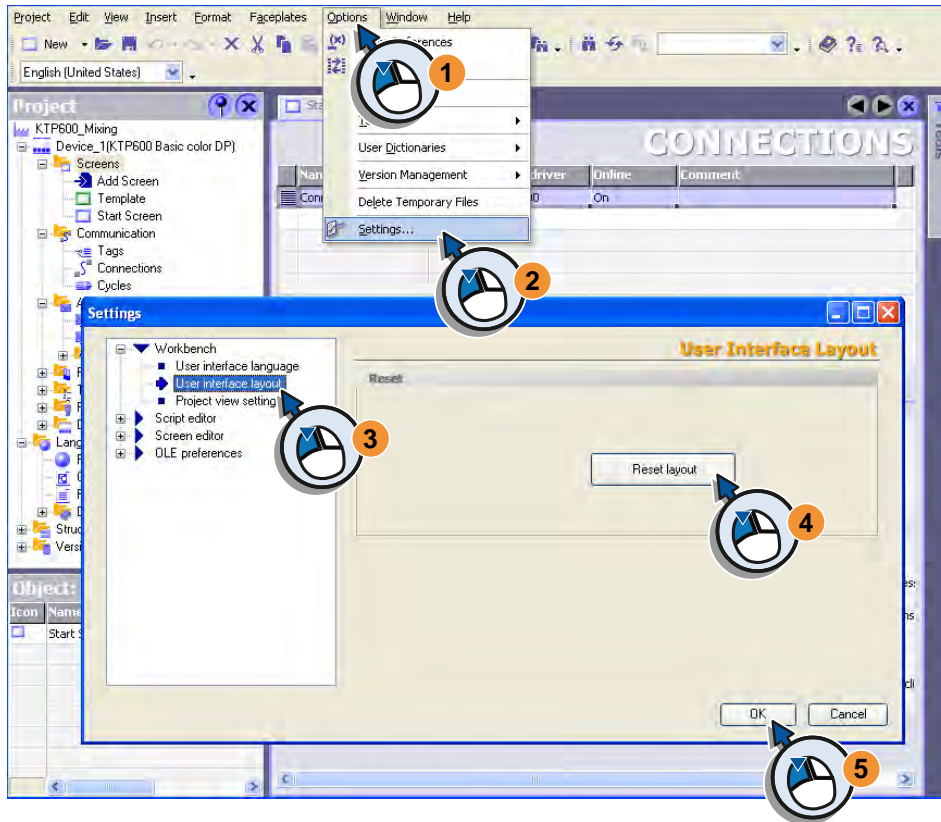 Project Edit View Insert Format Faceplates Options Window Help
New
English (United States)
1
User Dictionaries
Version Management
Delete Temporary Files
Settings...
2
Project
KTP600_Mixing
Device_1(KTP600 Basic color DP)
Screens
Add Screen
Template
Start Screen
Communication
Tags
Connections
Cycles
CONNECTIONS
driver Online Comment
On
Settings
Workbench
User interface language
User interface layout
Project view setting
Script editor
Screen editor
OLE preferences
3
User Interface Layout
Reset
Reset layout
4
OK Cancel
5
Object:
Icon Name
Start